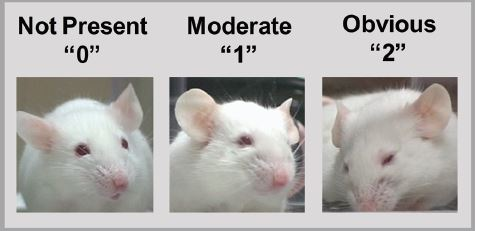 Not Present
“0”
Moderate
“1”
Obvious
“2”